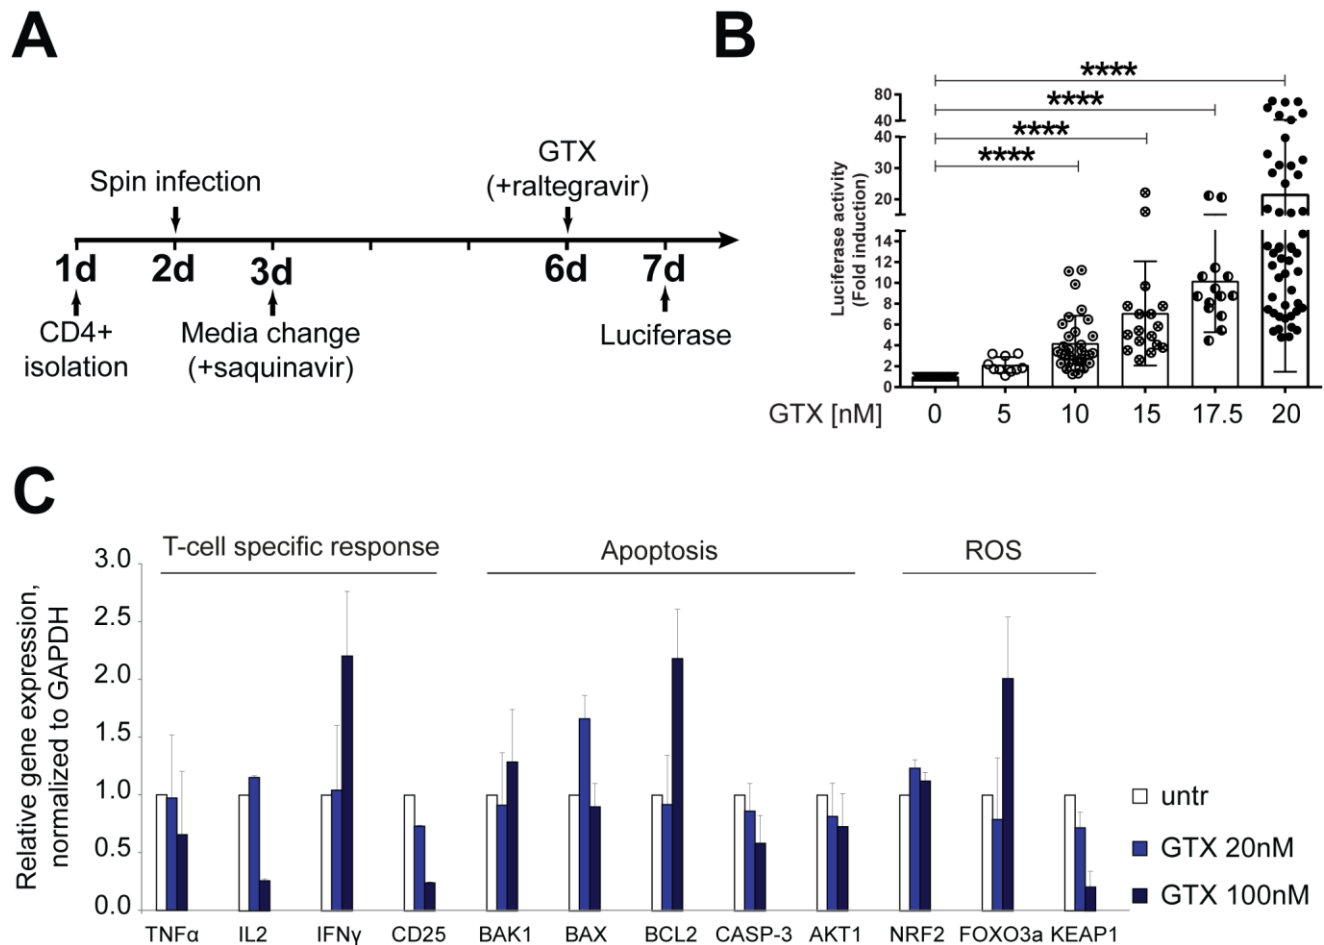 A
Spin infection
GTX
(+raltegravir)
1d 2d 3d 6d 7d
CD4+
isolation
Media change
(+saquinavir)
Luciferase
B
Luciferase activity
(Fold induction)
****
****
****
****
80
40
40
30
20
14
12
10
8
6
4
2
0
GTX [nM] 0 5 10 15 17.5 20
C
Relative gene expression,
normalized to GAPDH
T-cell specific response Apoptosis ROS
3.0
2.5
2.0
1.5
1.0
0.5
0.0
TNFα IL2 IFNγ CD25 BAK1 BAX BCL2 CASP-3 AKT1 NRF2 FOXO3a KEAP1
untr
GTX 20nM
GTX 100nM